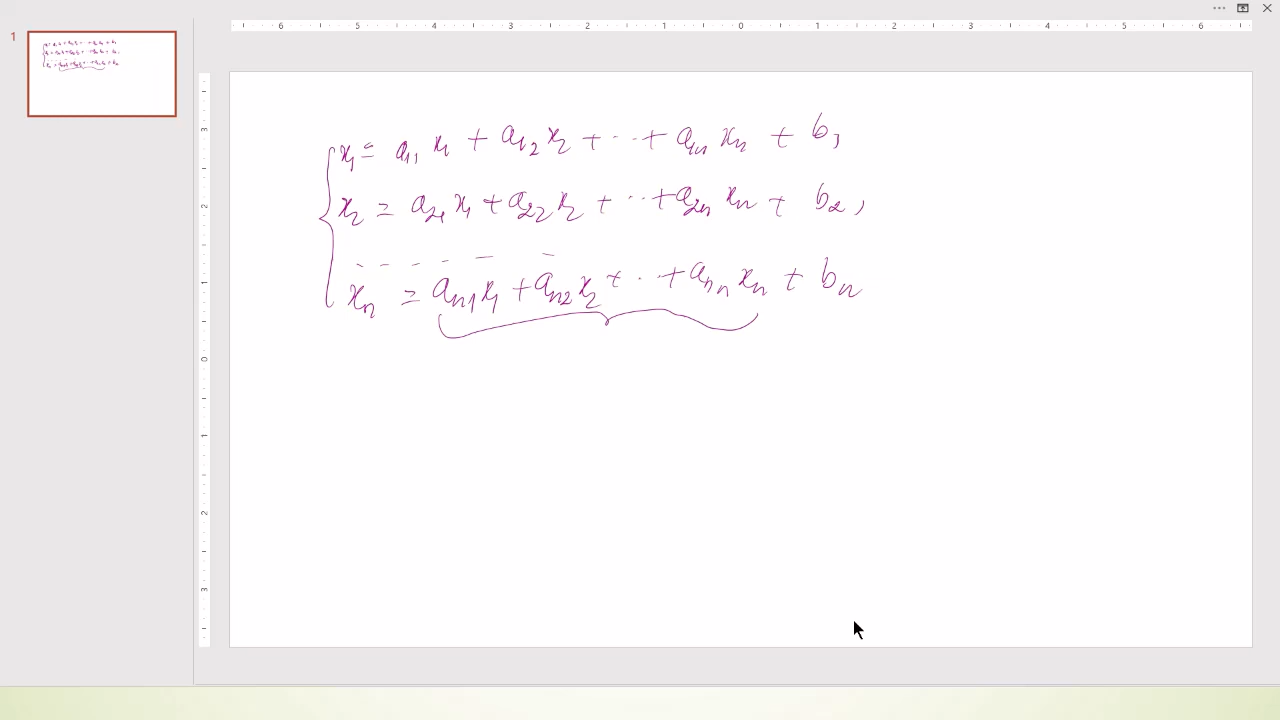 x₁ = a₁₁ x₁ + a₁₂ x₂ + ... + a₁ₙ xₙ + b₁
x₂ = a₂₁ x₁ + a₂₂ x₂ + ... + a₂ₙ xₙ + b₂,
- - - - - -
xₙ = aₙ₁ x₁ + aₙ₂ x₂ + ... + aₙₙ xₙ + bₙ